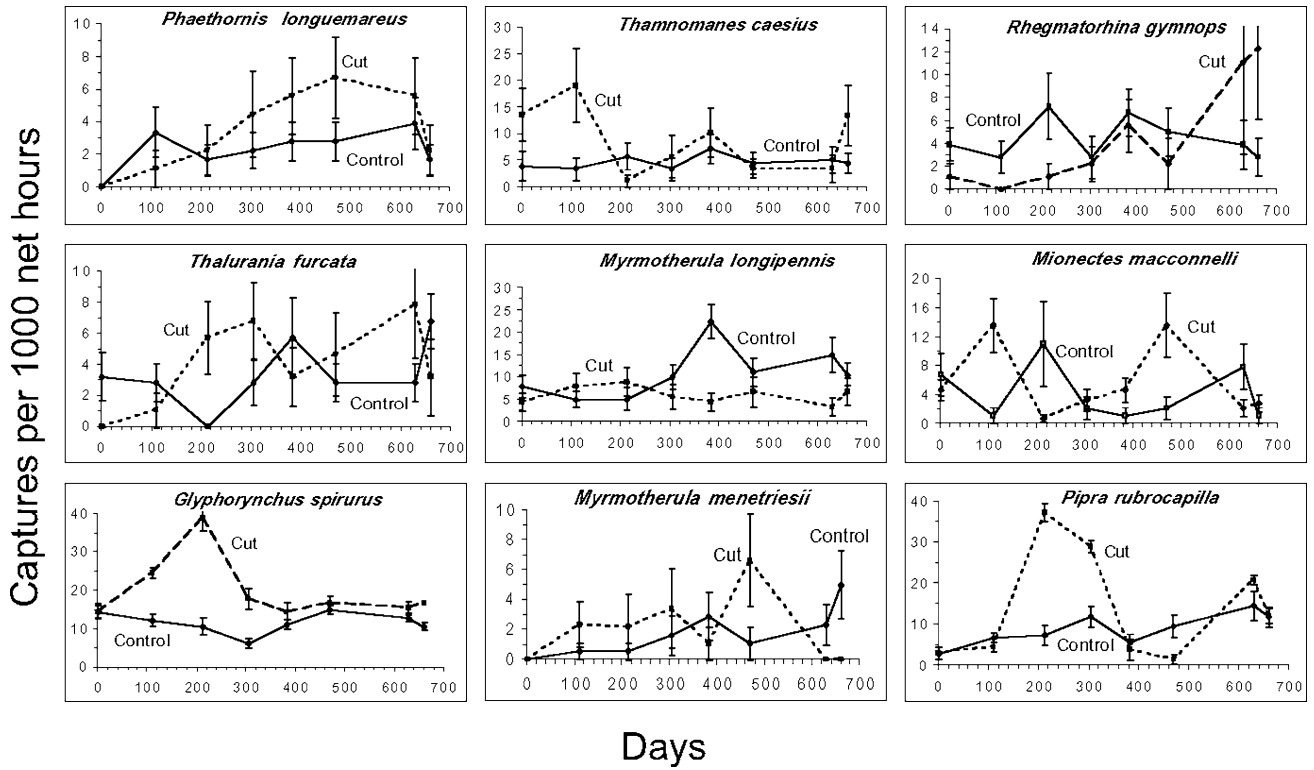 Captures per 1000 net hours
Phaethornis longuemareus
10
8
6
4
2
0
Cut
Control
0 100 200 300 400 500 600 700
Thamnomanes caesius
30
25
20
15
10
5
0
Cut
Control
0 100 200 300 400 500 600 700
Rhegmatorhina gymnops
14
12
10
8
6
4
2
0
Control
Cut
0 100 200 300 400 500 600 700
Thalurania furcata
10
8
6
4
2
0
Cut
Control
0 100 200 300 400 500 600 700
Myrmotherula longipennis
30
25
20
15
10
5
0
Cut
Control
0 100 200 300 400 500 600 700
Mionectes macconnelli
20
16
12
8
4
0
Control
Cut
0 100 200 300 400 500 600 700
Glyphorynchus spirurus
40
30
20
10
0
Cut
Control
0 100 200 300 400 500 600 700
Myrmotherula menetriesii
10
8
6
4
2
0
Cut
Control
0 100 200 300 400 500 600 700
Pipra rubrocapilla
40
30
20
10
0
Cut
Control
0 100 200 300 400 500 600 700
Days